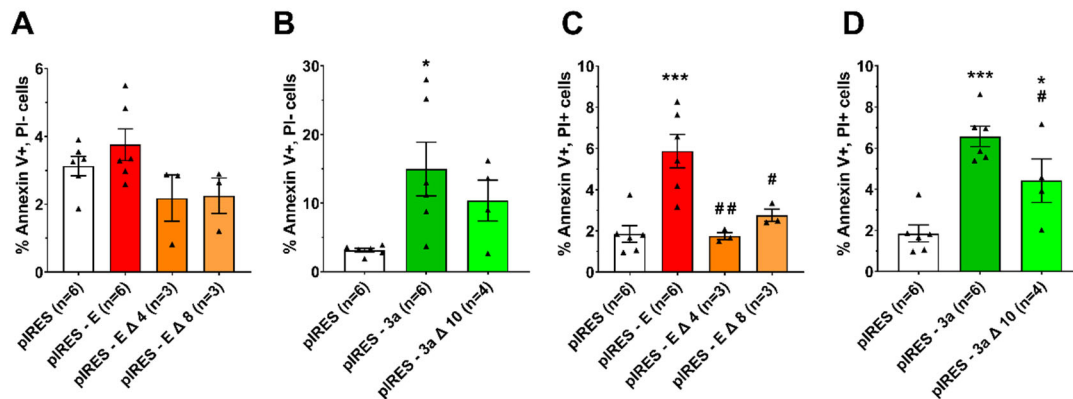 A
% Annexin V+, PI- cells
6
4
2
0
pIRES (n=6)
pIRES - E (n=6)
pIRES - E Δ 4 (n=3)
pIRES - E Δ 8 (n=3)
B
% Annexin V+, PI- cells
30
20
10
0
*
pIRES (n=6)
pIRES - 3a (n=6)
pIRES - 3a Δ 10 (n=4)
C
% Annexin V+, PI+ cells
10
8
6
4
2
0
***
##
#
pIRES (n=6)
pIRES - E (n=6)
pIRES - E Δ 4 (n=3)
pIRES - E Δ 8 (n=3)
D
% Annexin V+, PI+ cells
10
8
6
4
2
0
***
*
#
pIRES (n=6)
pIRES - 3a (n=6)
pIRES - 3a Δ 10 (n=4)